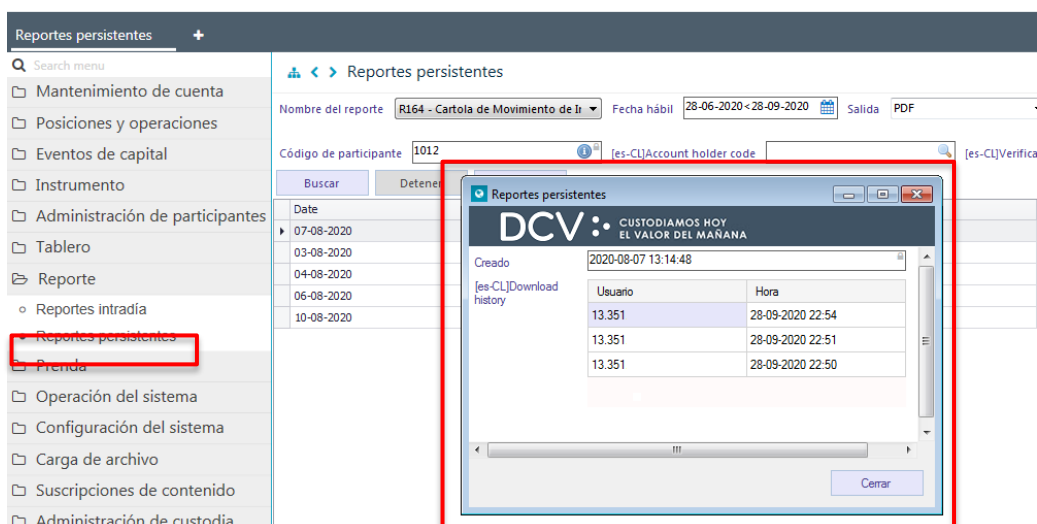 Reportes persistentes +
Search menu
Mantenimiento de cuenta
Posiciones y operaciones
Eventos de capital
Instrumento
Administración de participantes
Tablero
Reporte
Reportes intradía
Reportes persistentes
Prenda
Operación del sistema
Configuración del sistema
Carga de archivo
Suscripciones de contenido
Administración de custodia
Reportes persistentes
Nombre del reporte R164 - Cartola de Movimiento de Ir Fecha hábil 28-06-2020<28-09-2020 Salida PDF
Código de participante 1012 [es-CL]Account holder code [es-CL]Verifica
Buscar Detener
Date
07-08-2020
03-08-2020
04-08-2020
06-08-2020
10-08-2020
Reportes persistentes
DCV CUSTODIAMOS HOY
EL VALOR DEL MAÑANA
Creado 2020-08-07 13:14:48
[es-CL]Download
history
Usuario Hora
13.351 28-09-2020 22:54
13.351 28-09-2020 22:51
13.351 28-09-2020 22:50
Cerrar